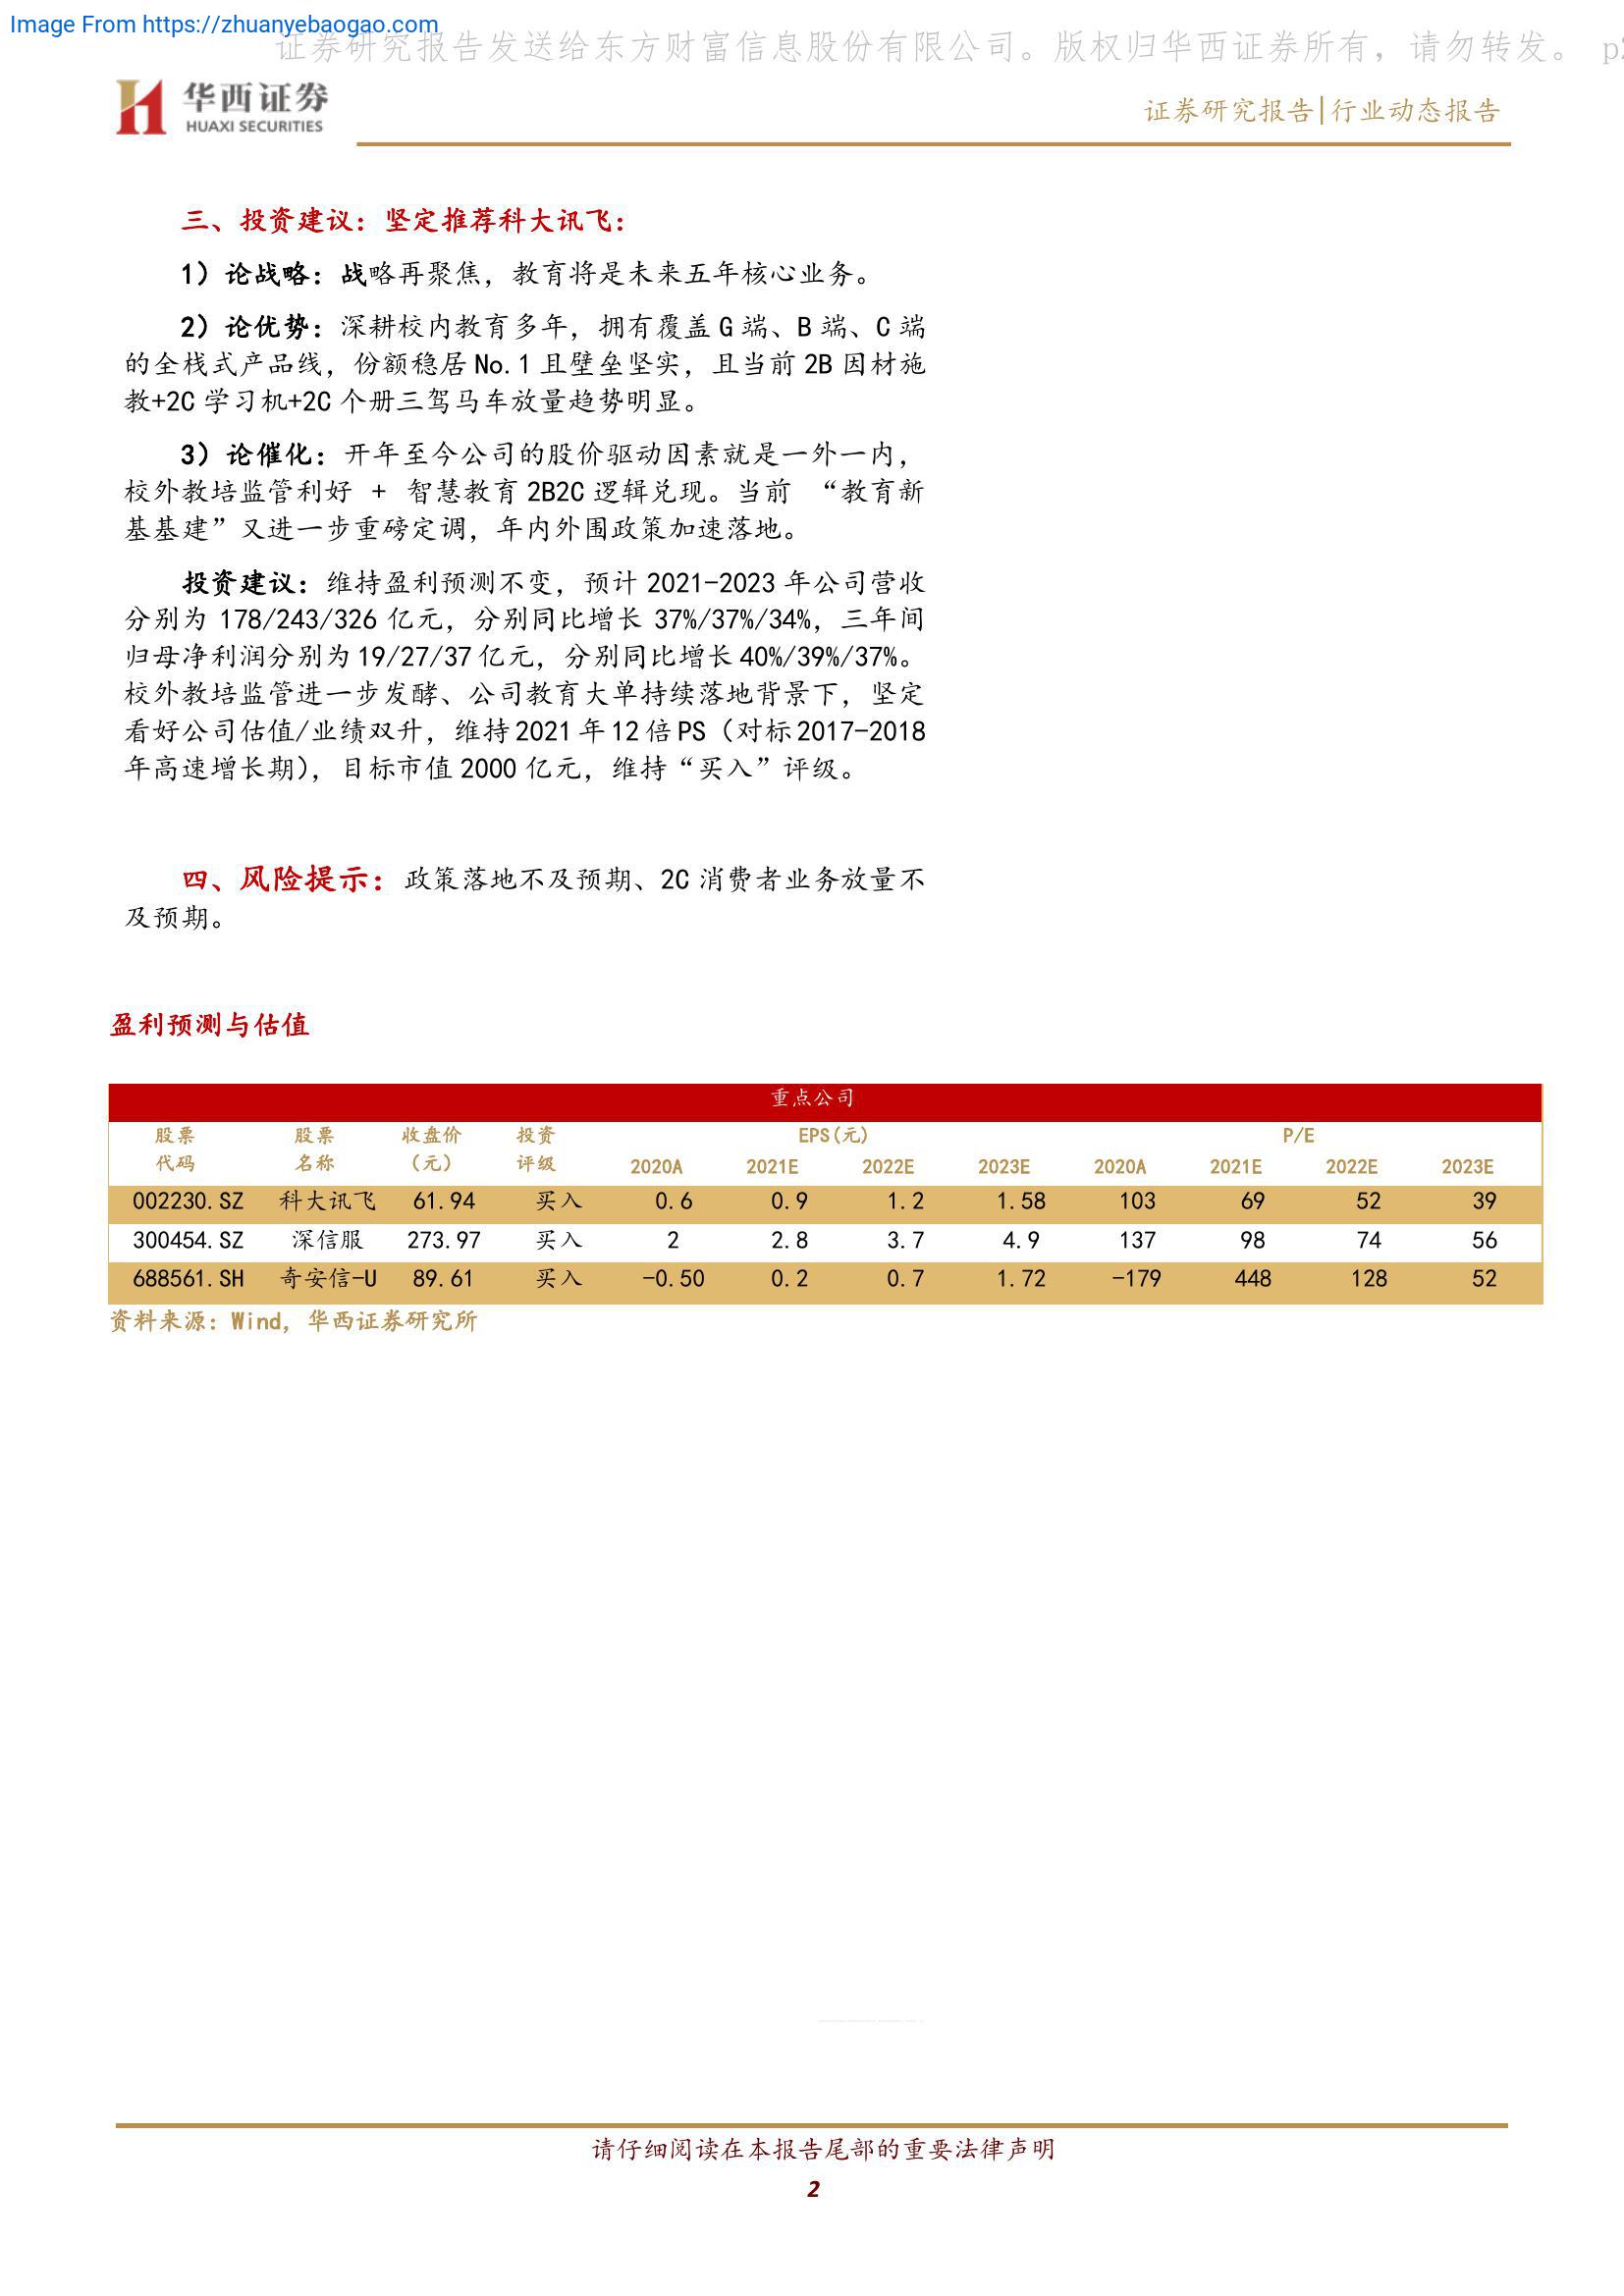 Image From https://zhuanyebaogao.com
证券研究报告发送给东方财富信息股份有限公司。版权归华西证券所有，请勿转发。 p2
华西证券
HUAXI SECURITIES
证券研究报告|行业动态报告
三、投资建议：坚定推荐科大讯飞：
1）论战略：战略再聚焦，教育将是未来五年核心业务。
2）论优势：深耕校内教育多年，拥有覆盖 G 端、B 端、C 端
的全栈式产品线，份额稳居 No.1 且壁垒坚实，且当前 2B 因材施
教+2C 学习机+2C 个册三驾马车放量趋势明显。
3）论催化：开年至今公司的股价驱动因素就是一外一内，
校外教培监管利好 + 智慧教育 2B2C 逻辑兑现。当前 “教育新
基基建”又进一步重磅定调，年内外围政策加速落地。
投资建议：维持盈利预测不变，预计 2021-2023 年公司营收
分别为 178/243/326 亿元，分别同比增长 37%/37%/34%，三年间
归母净利润分别为 19/27/37 亿元，分别同比增长 40%/39%/37%。
校外教培监管进一步发酵、公司教育大单持续落地背景下，坚定
看好公司估值/业绩双升，维持 2021 年 12 倍 PS（对标 2017-2018
年高速增长期），目标市值 2000 亿元，维持“买入”评级。
四、风险提示：政策落地不及预期、2C 消费者业务放量不
及预期。
盈利预测与估值
重点公司
股票 股票 收盘价 投资 EPS(元) P/E
代码 名称 （元） 评级 2020A 2021E 2022E 2023E 2020A 2021E 2022E 2023E
002230.SZ 科大讯飞 61.94 买入 0.6 0.9 1.2 1.58 103 69 52 39
300454.SZ 深信服 273.97 买入 2 2.8 3.7 4.9 137 98 74 56
688561.SH 奇安信-U 89.61 买入 -0.50 0.2 0.7 1.72 -179 448 128 52
资料来源：Wind，华西证券研究所
请仔细阅读在本报告尾部的重要法律声明
2